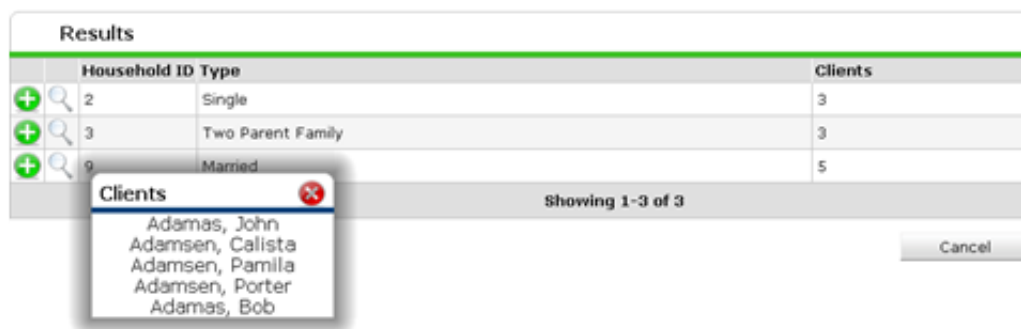 Results
Household ID Type Clients
2 Single 3
3 Two Parent Family 3
9 Married 5
Showing 1-3 of 3
Clients
Adamas, John
Adamsen, Calista
Adamsen, Pamila
Adamsen, Porter
Adamas, Bob
Cancel